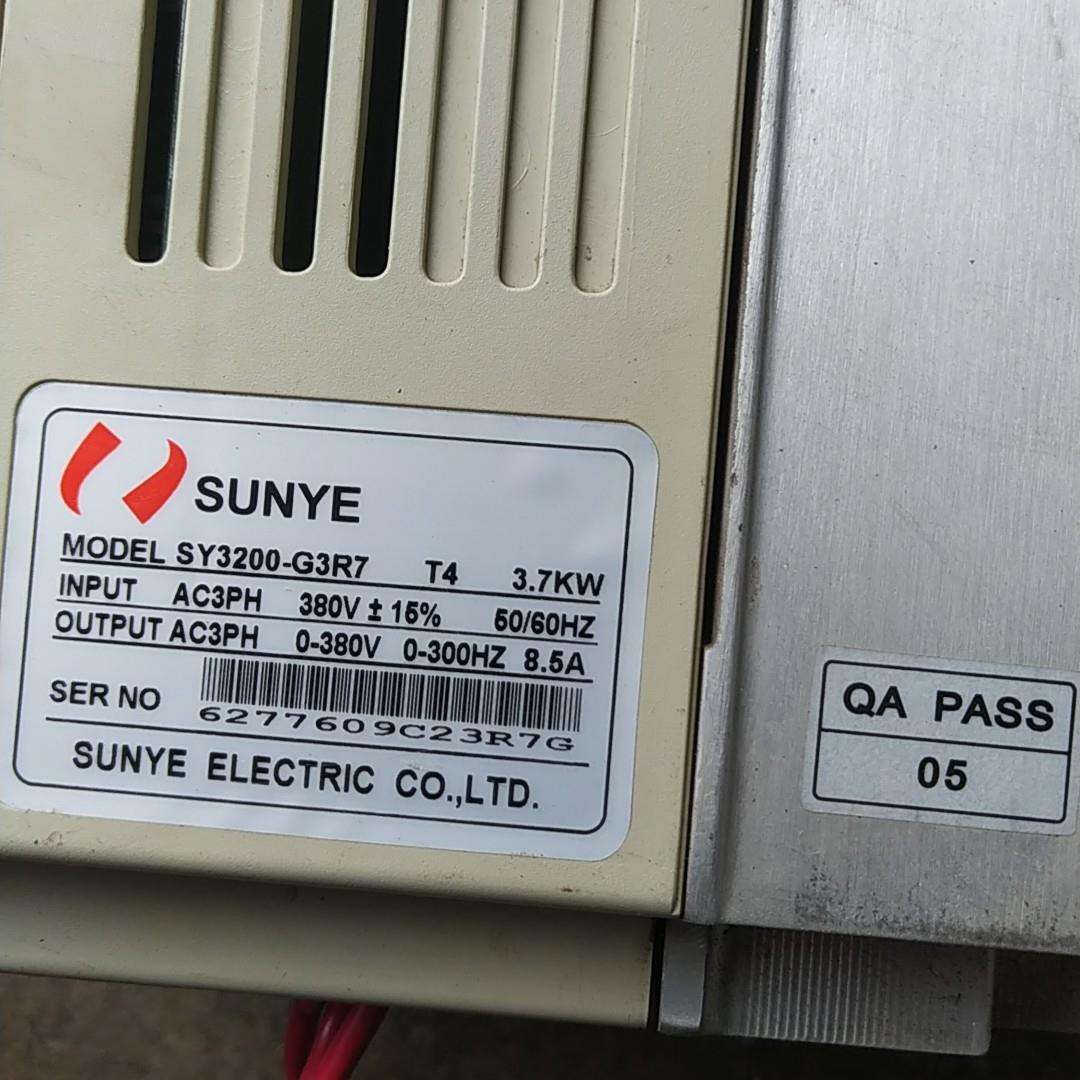 SUNYE
MODEL SY3200-G3R7 T4 3.7KW
INPUT AC3PH 380V ± 15% 50/60HZ
OUTPUT AC3PH 0-380V 0-300HZ 8.5A
SER NO
6277609C23R7G
SUNYE ELECTRIC CO.,LTD.
QA PASS
05